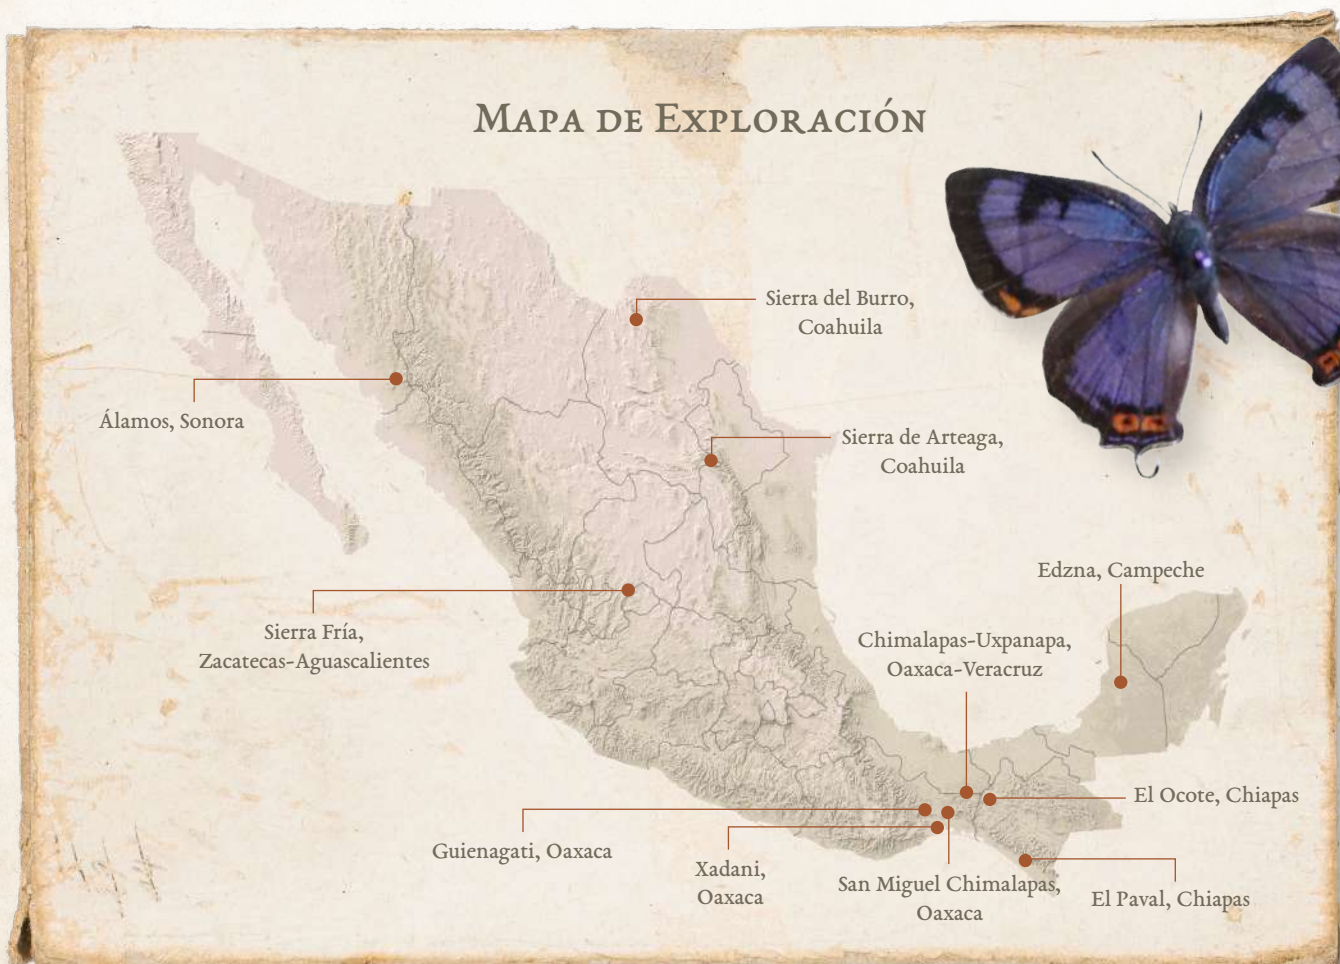 Mapa de Exploración
Sierra del Burro,
Coahuila
Álamos, Sonora
Sierra de Arteaga,
Coahuila
Edzna, Campeche
Sierra Fría,
Zacatecas-Aguascalientes
Chimalapas-Uxpanapa,
Oaxaca-Veracruz
El Ocote, Chiapas
Guienagati, Oaxaca
Xadani,
Oaxaca
San Miguel Chimalapas,
Oaxaca
El Paval, Chiapas